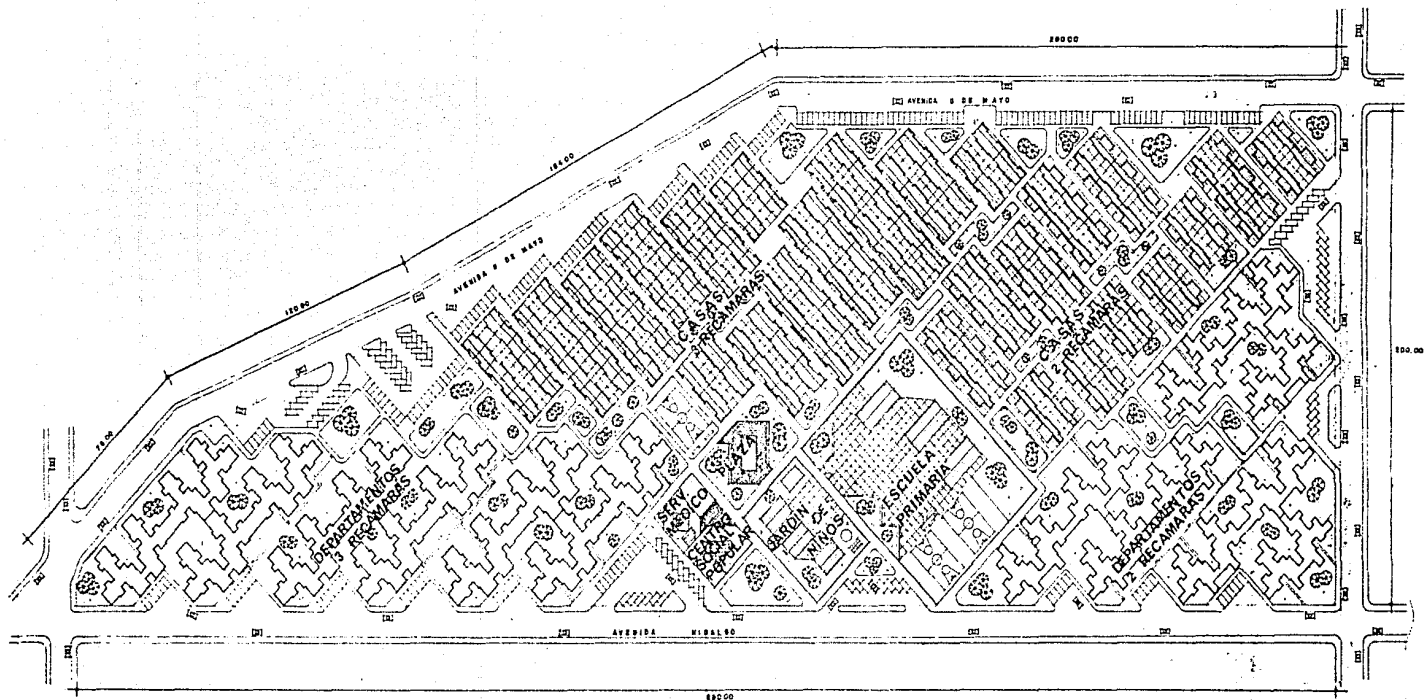 AVENIDA 5 DE MAYO
AVENIDA 5 DE MAYO
CASAS
3 RECAMARAS
CASAS
2 RECAMARAS
200.00
PLAZA
ESCUELA
PRIMARIA
SERV
MEDICO
CENTRO
SOCIAL
POPULAR
JARDIN
DE
NIÑOS
DEPARTAMENTOS
3 RECAMARAS
DEPARTAMENTOS
2 RECAMARAS
AVENIDA HIDALGO